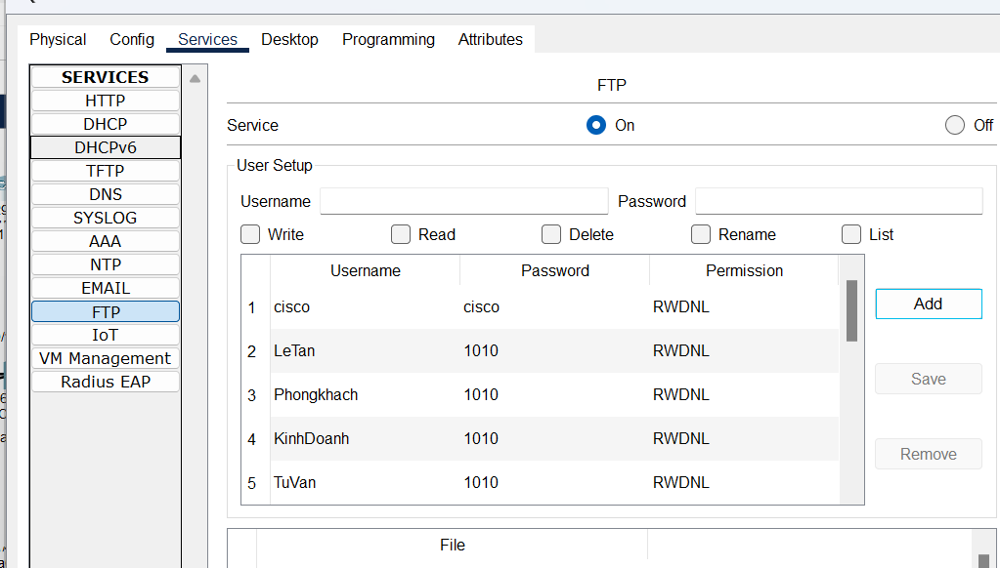 Physical Config Services Desktop Programming Attributes
SERVICES
HTTP
DHCP
DHCPv6
TFTP
DNS
SYSLOG
AAA
NTP
EMAIL
FTP
IoT
VM Management
Radius EAP
FTP
Service On Off
User Setup
Username Password
Write Read Delete Rename List
Username Password Permission
1 cisco cisco RWDNL
2 LeTan 1010 RWDNL
3 Phongkhach 1010 RWDNL
4 KinhDoanh 1010 RWDNL
5 TuVan 1010 RWDNL
Add
Save
Remove
File